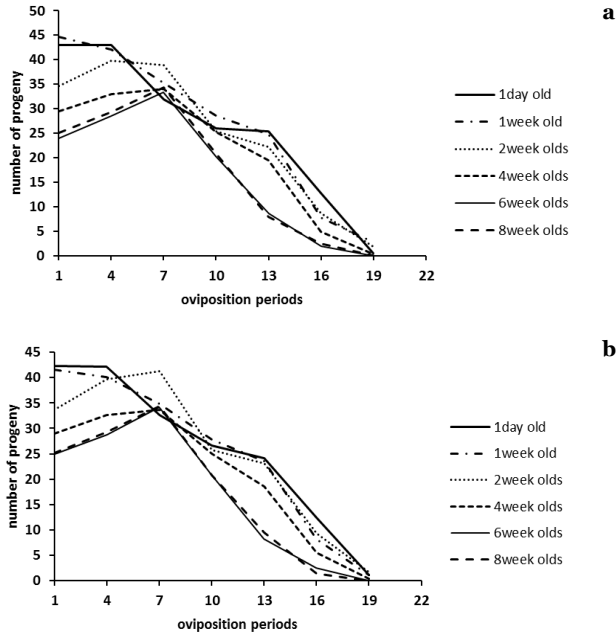 a
50
45
40
35
30
25
20
15
10
5
0
number of progeny
1 4 7 10 13 16 19 22
oviposition periods
1day old
1week old
2week olds
4week olds
6week olds
8week olds
b
45
40
35
30
25
20
15
10
5
0
number of progeny
1 4 7 10 13 16 19 22
oviposition periods
1day old
1week old
2week olds
4week olds
6week olds
8week olds